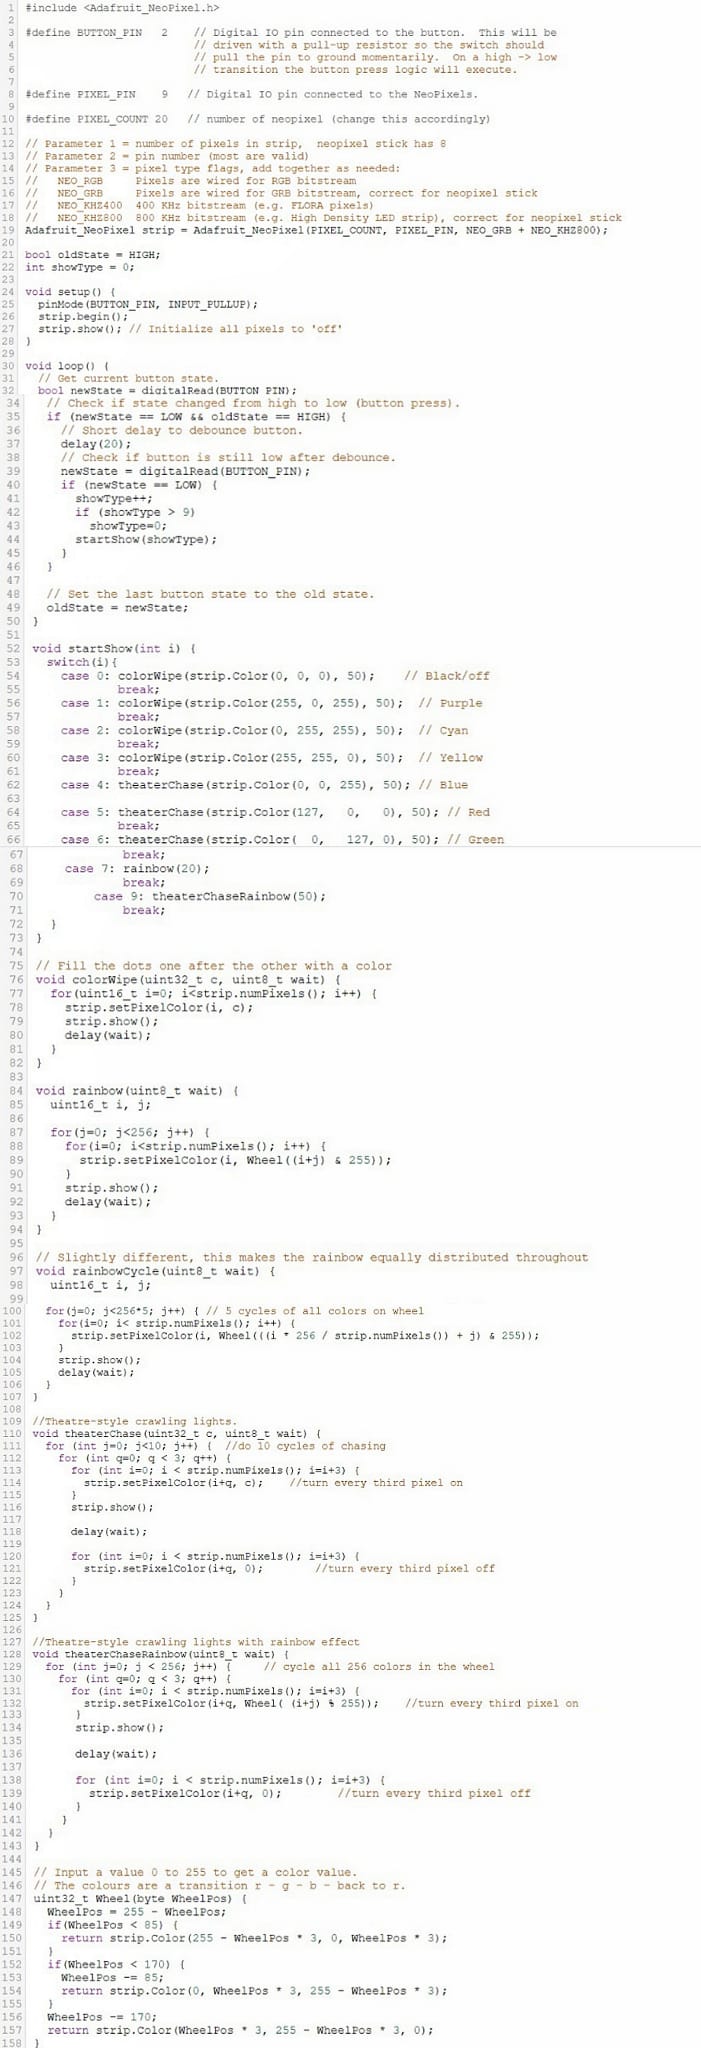 1 #include <Adafruit_NeoPixel.h>
2
3 #define BUTTON_PIN   2    // Digital IO pin connected to the button.  This will be
4                           // driven with a pull-up resistor so the switch should
5                           // pull the pin to ground momentarily.  On a high -> low
6                           // transition the button press logic will execute.
7
8 #define PIXEL_PIN    9   // Digital IO pin connected to the NeoPixels.
9
10 #define PIXEL_COUNT 20   // number of neopixel (change this accordingly)
11
12 // Parameter 1 = number of pixels in strip,  neopixel stick has 8
13 // Parameter 2 = pin number (most are valid)
14 // Parameter 3 = pixel type flags, add together as needed:
15 //   NEO_RGB     Pixels are wired for RGB bitstream
16 //   NEO_GRB     Pixels are wired for GRB bitstream, correct for neopixel stick
17 //   NEO_KHZ400  400 KHz bitstream (e.g. FLORA pixels)
18 //   NEO_KHZ800  800 KHz bitstream (e.g. High Density LED strip), correct for neopixel stick
19 Adafruit_NeoPixel strip = Adafruit_NeoPixel(PIXEL_COUNT, PIXEL_PIN, NEO_GRB + NEO_KHZ800);
20
21 bool oldState = HIGH;
22 int showType = 0;
23
24 void setup() {
25   pinMode(BUTTON_PIN, INPUT_PULLUP);
26   strip.begin();
27   strip.show(); // Initialize all pixels to 'off'
28 }
29
30 void loop() {
31   // Get current button state.
32   bool newState = digitalRead(BUTTON_PIN);
34   // Check if state changed from high to low (button press).
35   if (newState == LOW && oldState == HIGH) {
36     // Short delay to debounce button.
37     delay(20);
38     // Check if button is still low after debounce.
39     newState = digitalRead(BUTTON_PIN);
40     if (newState == LOW) {
41       showType++;
42       if (showType > 9)
43         showType=0;
44       startShow(showType);
45     }
46   }
47
48   // Set the last button state to the old state.
49   oldState = newState;
50 }
51
52 void startShow(int i) {
53   switch(i){
54     case 0: colorWipe(strip.Color(0, 0, 0), 50);    // Black/off
55             break;
56     case 1: colorWipe(strip.Color(255, 0, 255), 50);  // Purple
57             break;
58     case 2: colorWipe(strip.Color(0, 255, 255), 50);  // Cyan
59             break;
60     case 3: colorWipe(strip.Color(255, 255, 0), 50);  // Yellow
61             break;
62     case 4: theaterChase(strip.Color(0, 0, 255), 50); // Blue
63
64     case 5: theaterChase(strip.Color(127,   0,   0), 50); // Red
65             break;
66     case 6: theaterChase(strip.Color(  0,   127, 0), 50); // Green
67             break;
68     case 7: rainbow(20);
69             break;
70         case 9: theaterChaseRainbow(50);
71             break;
72   }
73 }
74
75 // Fill the dots one after the other with a color
76 void colorWipe(uint32_t c, uint8_t wait) {
77   for(uint16_t i=0; i<strip.numPixels(); i++) {
78     strip.setPixelColor(i, c);
79     strip.show();
80     delay(wait);
81   }
82 }
83
84 void rainbow(uint8_t wait) {
85   uint16_t i, j;
86
87   for(j=0; j<256; j++) {
88     for(i=0; i<strip.numPixels(); i++) {
89       strip.setPixelColor(i, Wheel((i+j) & 255));
90     }
91     strip.show();
92     delay(wait);
93   }
94 }
95
96 // Slightly different, this makes the rainbow equally distributed throughout
97 void rainbowCycle(uint8_t wait) {
98   uint16_t i, j;
99
100   for(j=0; j<256*5; j++) { // 5 cycles of all colors on wheel
101     for(i=0; i< strip.numPixels(); i++) {
102       strip.setPixelColor(i, Wheel(((i * 256 / strip.numPixels()) + j) & 255));
103     }
104     strip.show();
105     delay(wait);
106   }
107 }
108
109 //Theatre-style crawling lights.
110 void theaterChase(uint32_t c, uint8_t wait) {
111   for (int j=0; j<10; j++) {  //do 10 cycles of chasing
112     for (int q=0; q < 3; q++) {
113       for (int i=0; i < strip.numPixels(); i=i+3) {
114         strip.setPixelColor(i+q, c);    //turn every third pixel on
115       }
116       strip.show();
117
118       delay(wait);
119
120       for (int i=0; i < strip.numPixels(); i=i+3) {
121         strip.setPixelColor(i+q, 0);        //turn every third pixel off
122       }
123     }
124   }
125 }
126
127 //Theatre-style crawling lights with rainbow effect
128 void theaterChaseRainbow(uint8_t wait) {
129   for (int j=0; j < 256; j++) {     // cycle all 256 colors in the wheel
130     for (int q=0; q < 3; q++) {
131       for (int i=0; i < strip.numPixels(); i=i+3) {
132         strip.setPixelColor(i+q, Wheel( (i+j) % 255));    //turn every third pixel on
133       }
134       strip.show();
135
136       delay(wait);
137
138       for (int i=0; i < strip.numPixels(); i=i+3) {
139         strip.setPixelColor(i+q, 0);        //turn every third pixel off
140       }
141     }
142   }
143 }
144
145 // Input a value 0 to 255 to get a color value.
146 // The colours are a transition r - g - b - back to r.
147 uint32_t Wheel(byte WheelPos) {
148   WheelPos = 255 - WheelPos;
149   if(WheelPos < 85) {
150     return strip.Color(255 - WheelPos * 3, 0, WheelPos * 3);
151   }
152   if(WheelPos < 170) {
153     WheelPos -= 85;
154     return strip.Color(0, WheelPos * 3, 255 - WheelPos * 3);
155   }
156   WheelPos -= 170;
157   return strip.Color(WheelPos * 3, 255 - WheelPos * 3, 0);
158 }